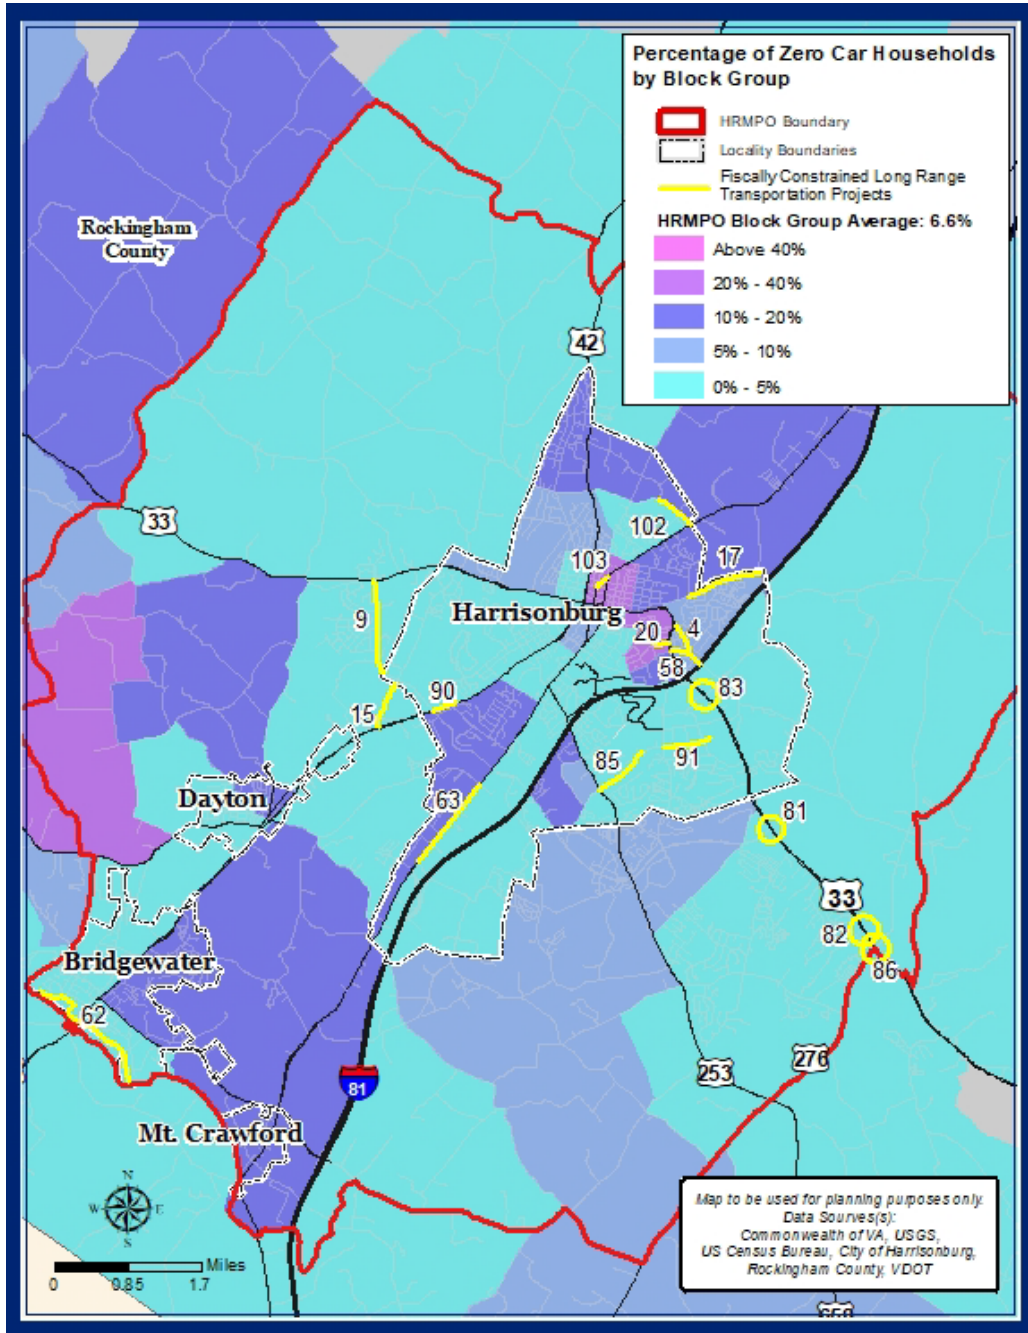 Percentage of Zero Car Households
by Block Group
HRMPO Boundary
Locality Boundaries
Fiscally Constrained Long Range
Transportation Projects
HRMPO Block Group Average: 6.6%
Above 40%
20% - 40%
10% - 20%
5% - 10%
0% - 5%
Rockingham
County
42
33
102
103
17
9
Harrisonburg
20
4
58
83
90
15
85
91
Dayton
63
81
33
82
86
Bridgewater
62
276
253
81
Mt. Crawford
N
W
E
S
Miles
0
0.85
1.7
Map to be used for planning purposes only.
Data Sourves(s):
Commonwealth of VA, USGS,
US Census Bureau, City of Harrisonburg,
Rockingham County, VDOT